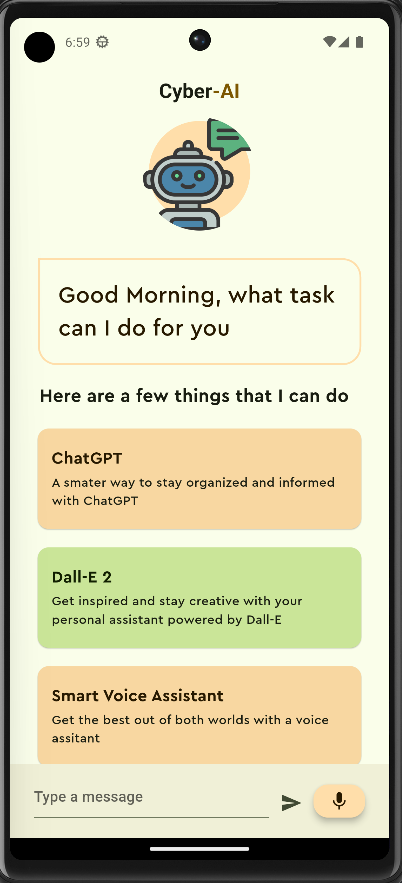 6:59
Cyber-AI
Good Morning, what task
can I do for you
Here are a few things that I can do
ChatGPT
A smater way to stay organized and informed
with ChatGPT
Dall-E 2
Get inspired and stay creative with your
personal assistant powered by Dall-E
Smart Voice Assistant
Get the best out of both worlds with a voice
assitant
Type a message